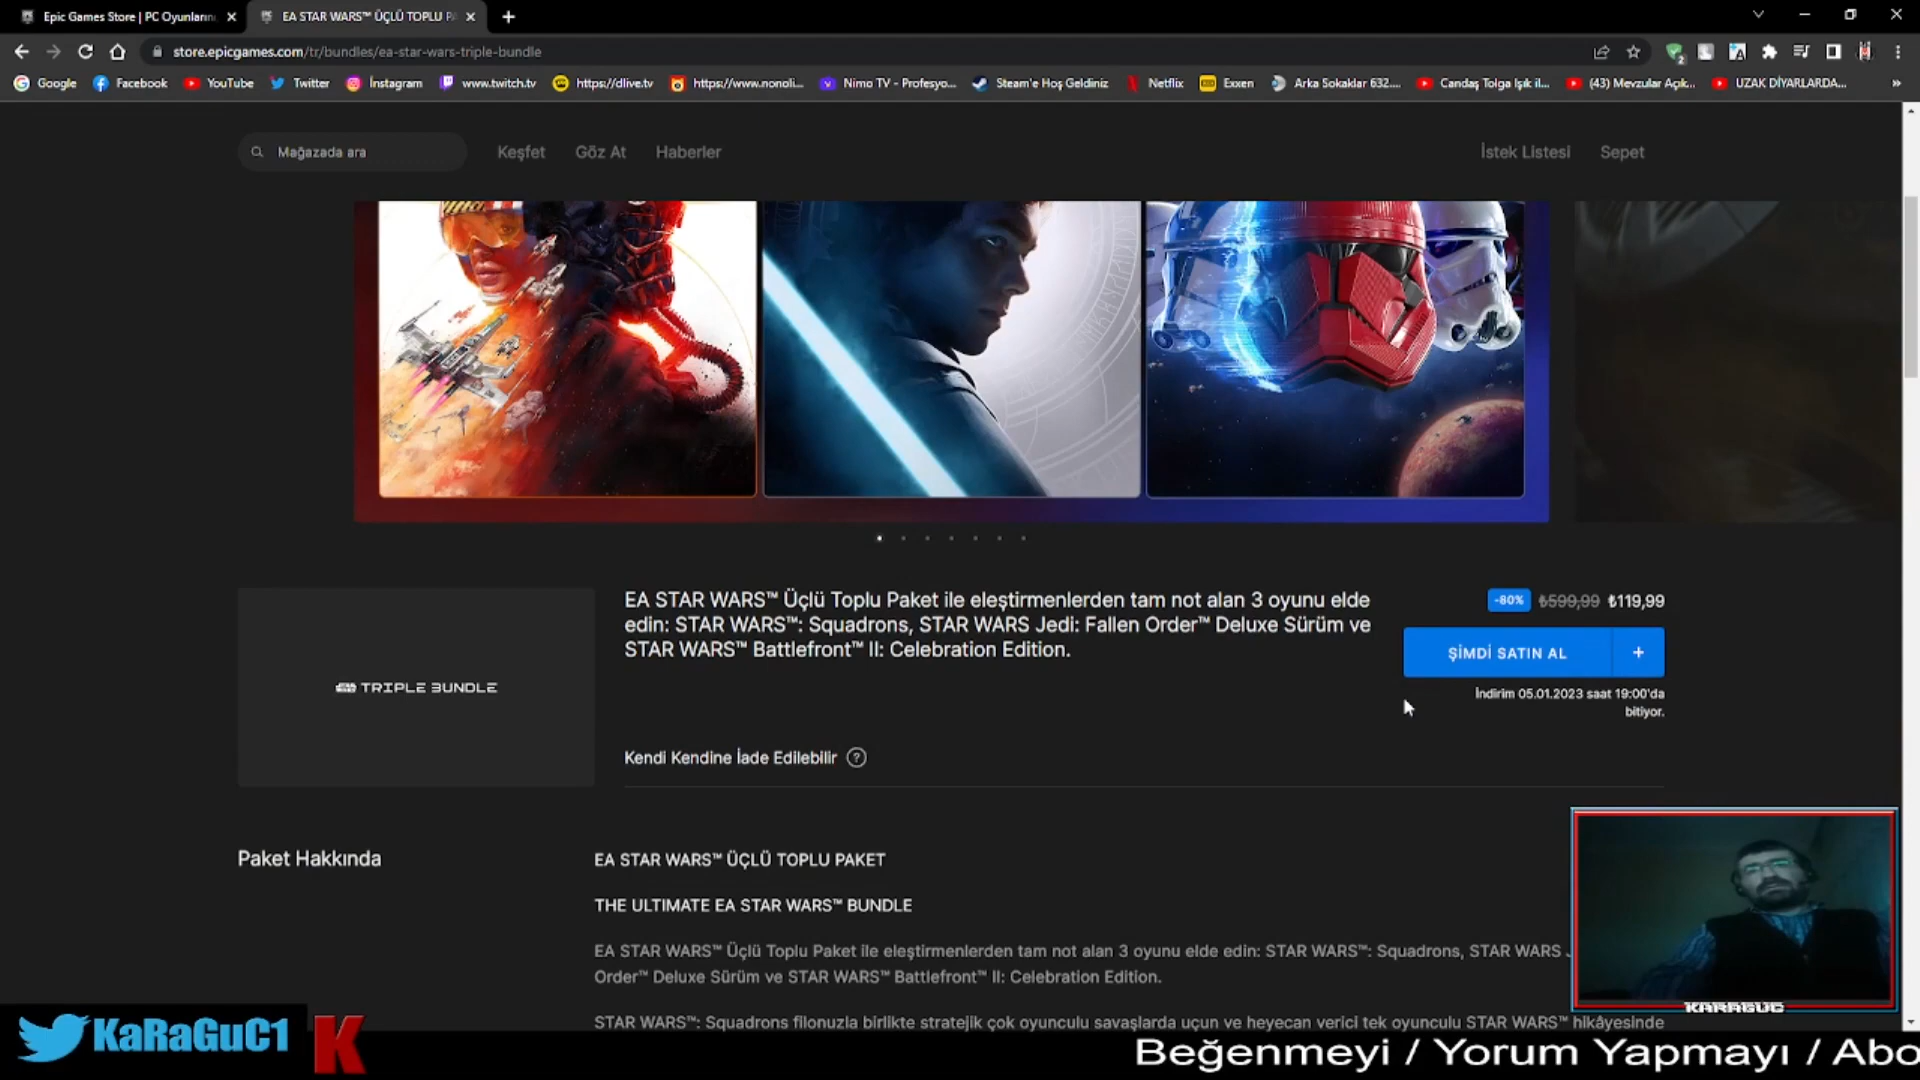 Epic Games Store | PC Oyunların
EA STAR WARS™ ÜÇLÜ TOPLU PA
store.epicgames.com/tr/bundles/ea-star-wars-triple-bundle
Google
Facebook
YouTube
Twitter
İnstagram
www.twitch.tv
https://dlive.tv
https://www.nonoli...
Nimo TV - Profesyo...
Steam'e Hoş Geldiniz
Netflix
Exxen
Arka Sokaklar 632....
Candaş Tolga Işık il...
(43) Mevzular Açık...
UZAK DİYARLARDA...
Mağazada ara
Keşfet
Göz At
Haberler
İstek Listesi
Sepet
TRIPLE BUNDLE
EA STAR WARS™ Üçlü Toplu Paket ile eleştirmenlerden tam not alan 3 oyunu elde
edin: STAR WARS™: Squadrons, STAR WARS Jedi: Fallen Order™ Deluxe Sürüm ve
STAR WARS™ Battlefront™ II: Celebration Edition.
-80% ₺599,99 ₺119,99
ŞİMDİ SATIN AL +
İndirim 05.01.2023 saat 19:00'da
bitiyor.
Kendi Kendine İade Edilebilir ?
Paket Hakkında
EA STAR WARS™ ÜÇLÜ TOPLU PAKET
THE ULTIMATE EA STAR WARS™ BUNDLE
EA STAR WARS™ Üçlü Toplu Paket ile eleştirmenlerden tam not alan 3 oyunu elde edin: STAR WARS™: Squadrons, STAR WARS
Order™ Deluxe Sürüm ve STAR WARS™ Battlefront™ II: Celebration Edition.
STAR WARS™: Squadrons filonuzla birlikte stratejik çok oyunculu savaşlarda uçun ve heyecan verici tek oyunculu STAR WARS™ hikâyesinde
KARAGUC
KaRaGuC1
K
Beğenmeyi / Yorum Yapmayı / Abo